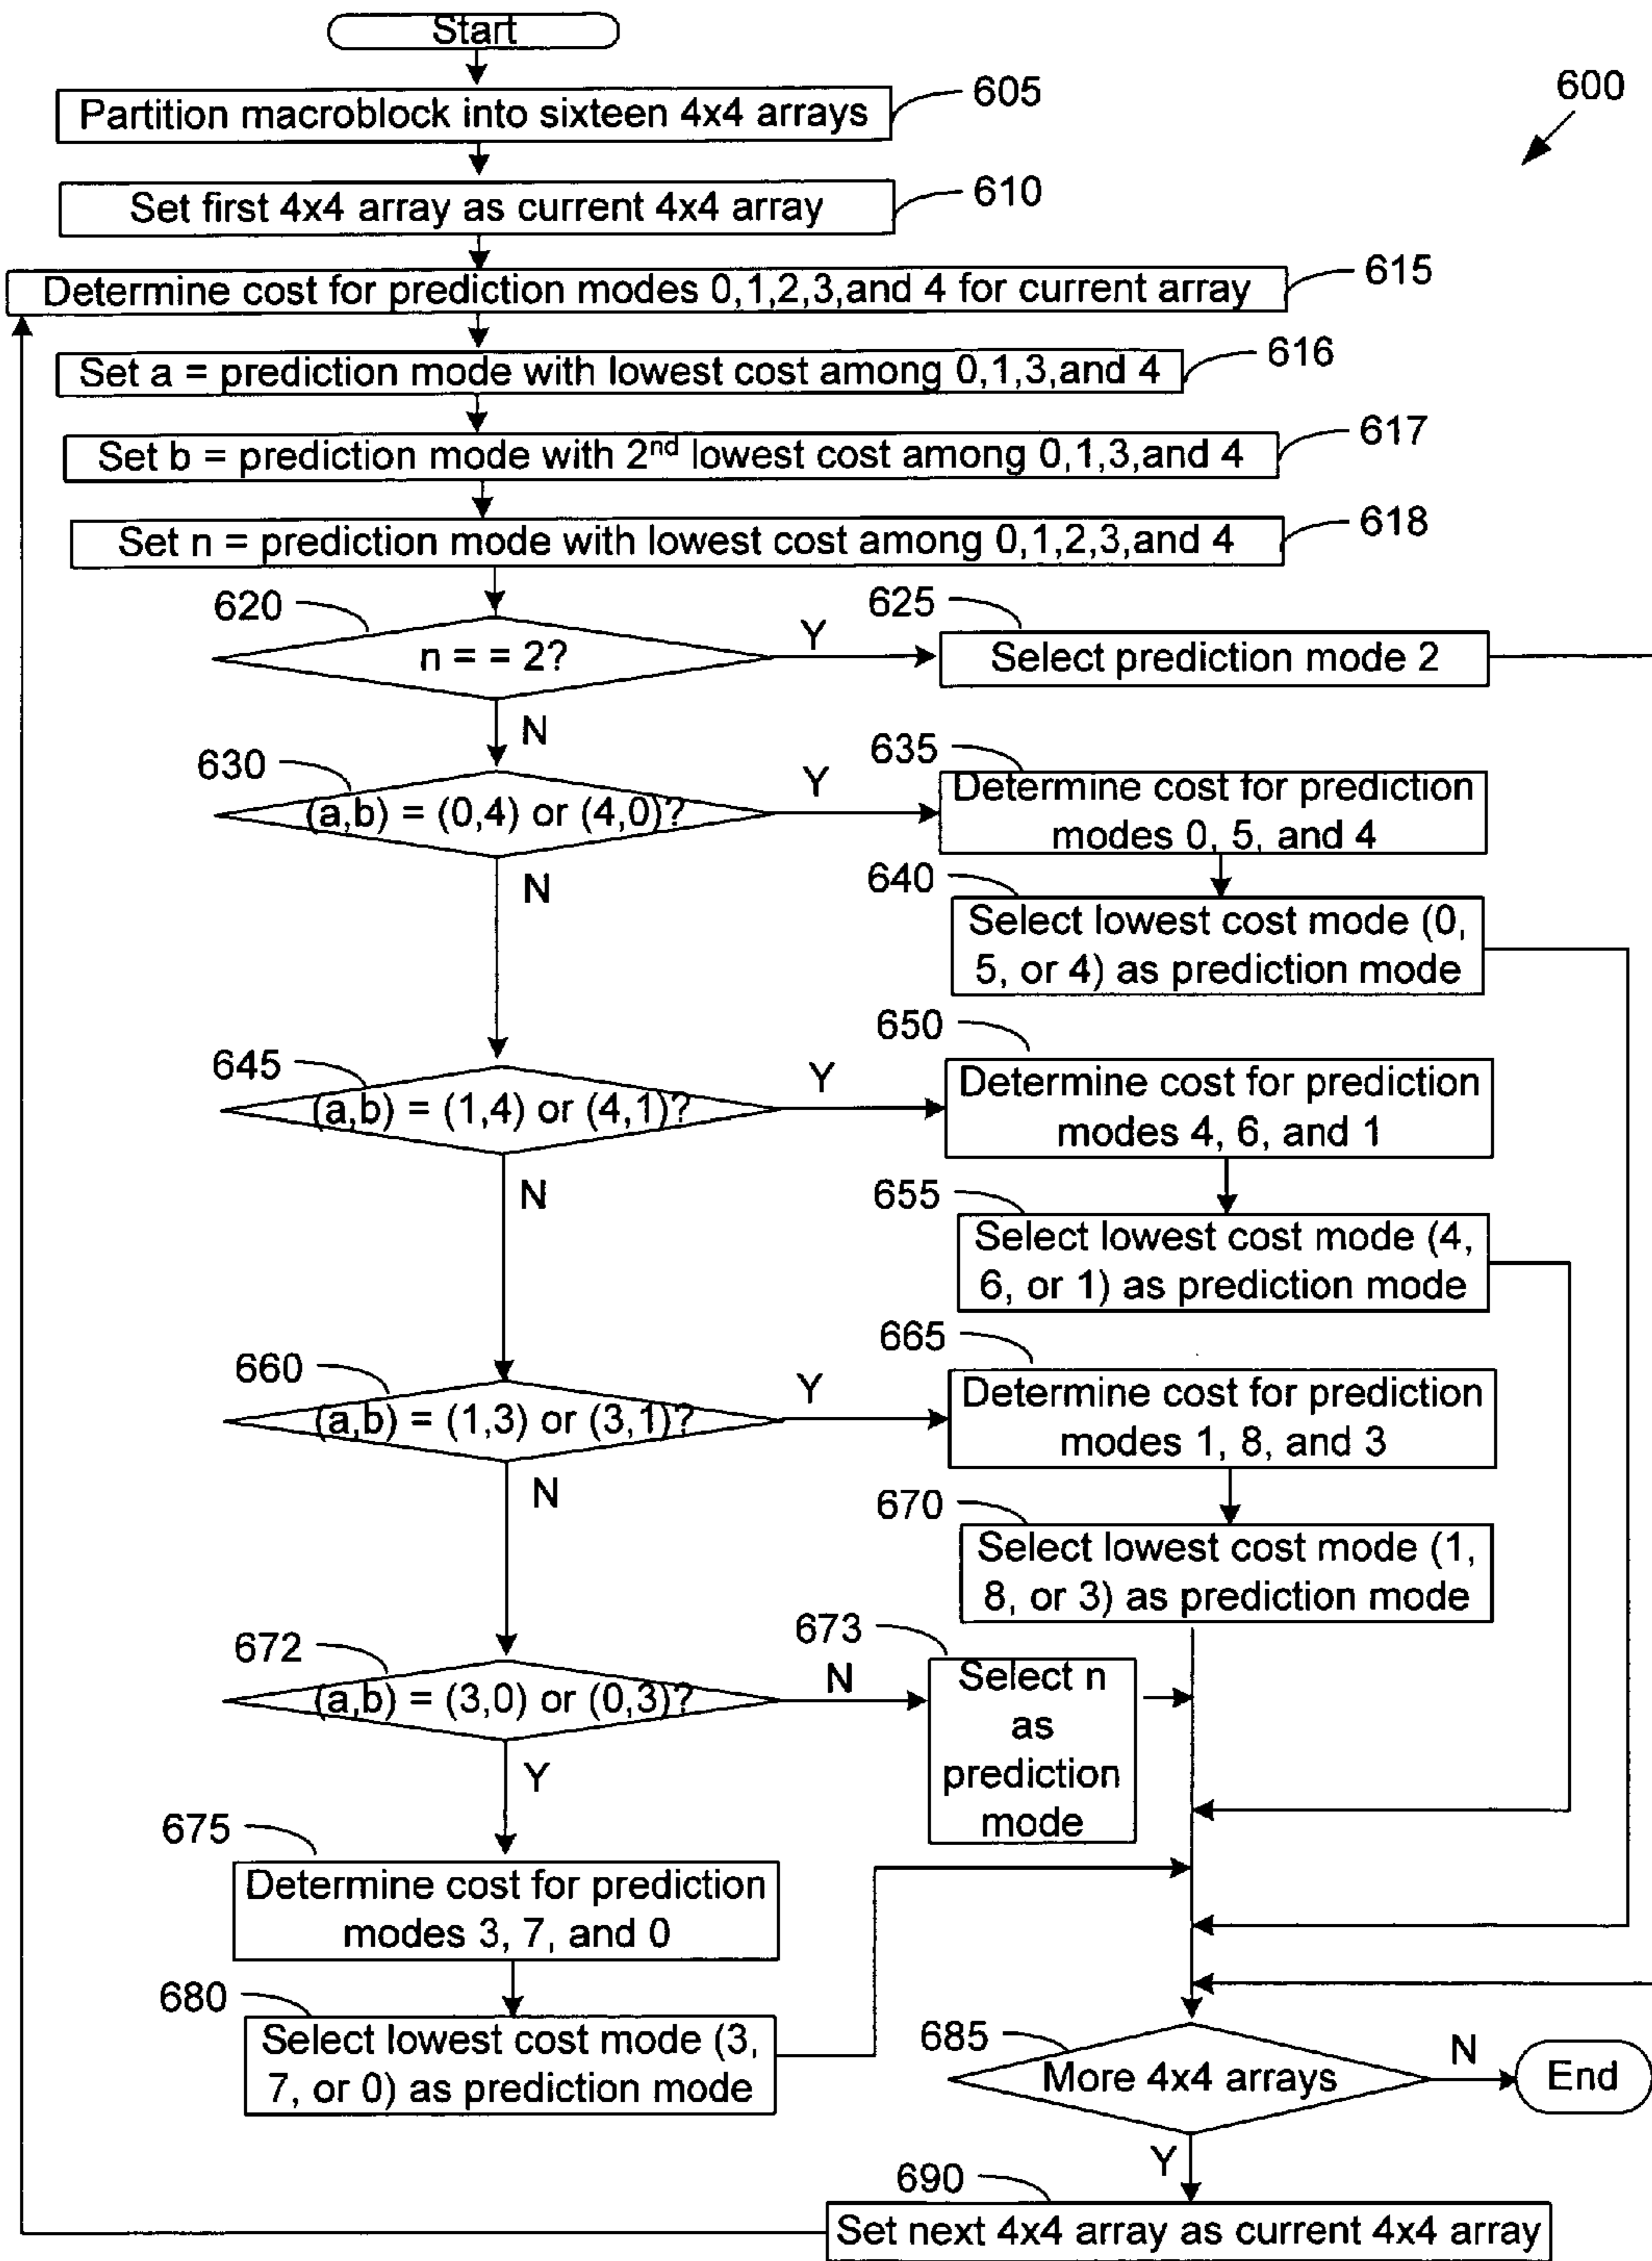 Start
Partition macroblock into sixteen 4x4 arrays
605
600
Set first 4x4 array as current 4x4 array
610
Determine cost for prediction modes 0,1,2,3,and 4 for current array
615
Set a = prediction mode with lowest cost among 0,1,3,and 4
616
Set b = prediction mode with 2nd lowest cost among 0,1,3,and 4
617
Set n = prediction mode with lowest cost among 0,1,2,3,and 4
618
620
n = = 2?
Y
625
Select prediction mode 2
N
630
(a,b) = (0,4) or (4,0)?
Y
635
Determine cost for prediction
modes 0, 5, and 4
N
640
Select lowest cost mode (0,
5, or 4) as prediction mode
645
(a,b) = (1,4) or (4,1)?
Y
650
Determine cost for prediction
modes 4, 6, and 1
N
655
Select lowest cost mode (4,
6, or 1) as prediction mode
660
(a,b) = (1,3) or (3,1)?
Y
665
Determine cost for prediction
modes 1, 8, and 3
N
670
Select lowest cost mode (1,
8, or 3) as prediction mode
672
(a,b) = (3,0) or (0,3)?
N
673
Select n
as
prediction
mode
Y
675
Determine cost for prediction
modes 3, 7, and 0
680
Select lowest cost mode (3,
7, or 0) as prediction mode
685
More 4x4 arrays
N
End
Y
690
Set next 4x4 array as current 4x4 array